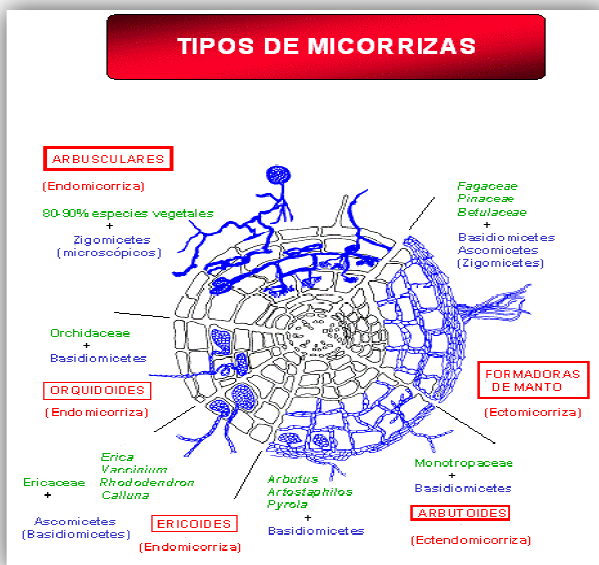 TIPOS DE MICORRIZAS
ARBUSCULARES
(Endomicorriza)
80-90% especies vegetales
+
Zigomicetes
(microscópicos)
Fagaceae
Pinaceae
Betulaceae
+
Basidiomicetes
Ascomicetes
(Zigomicetes)
FORMADORAS
DE MANTO
(Ectomicorriza)
Orchidaceae
+
Basidiomicetes
ORQUIDOIDES
(Endomicorriza)
Erica
Vaccinium
Rhododendron
Calluna
Ericaceae
+
Ascomicetes
(Basidiomicetes)
ERICOIDES
(Endomicorriza)
Arbutus
Artostaphilos
Pyrola
+
Basidiomicetes
Monotropaceae
+
Basidiomicetes
ARBUTOIDES
(Ectendomicorriza)